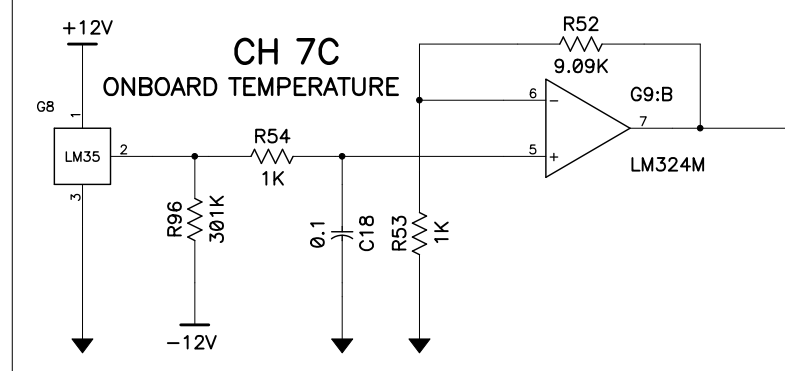 +12V
CH 7C
ONBOARD TEMPERATURE
R52
9.09K
G8
1
LM35
2
3
R54
1K
R96
301K
-12V
0.1
C18
R53
1K
6
-
5
+
7
G9:B
LM324M